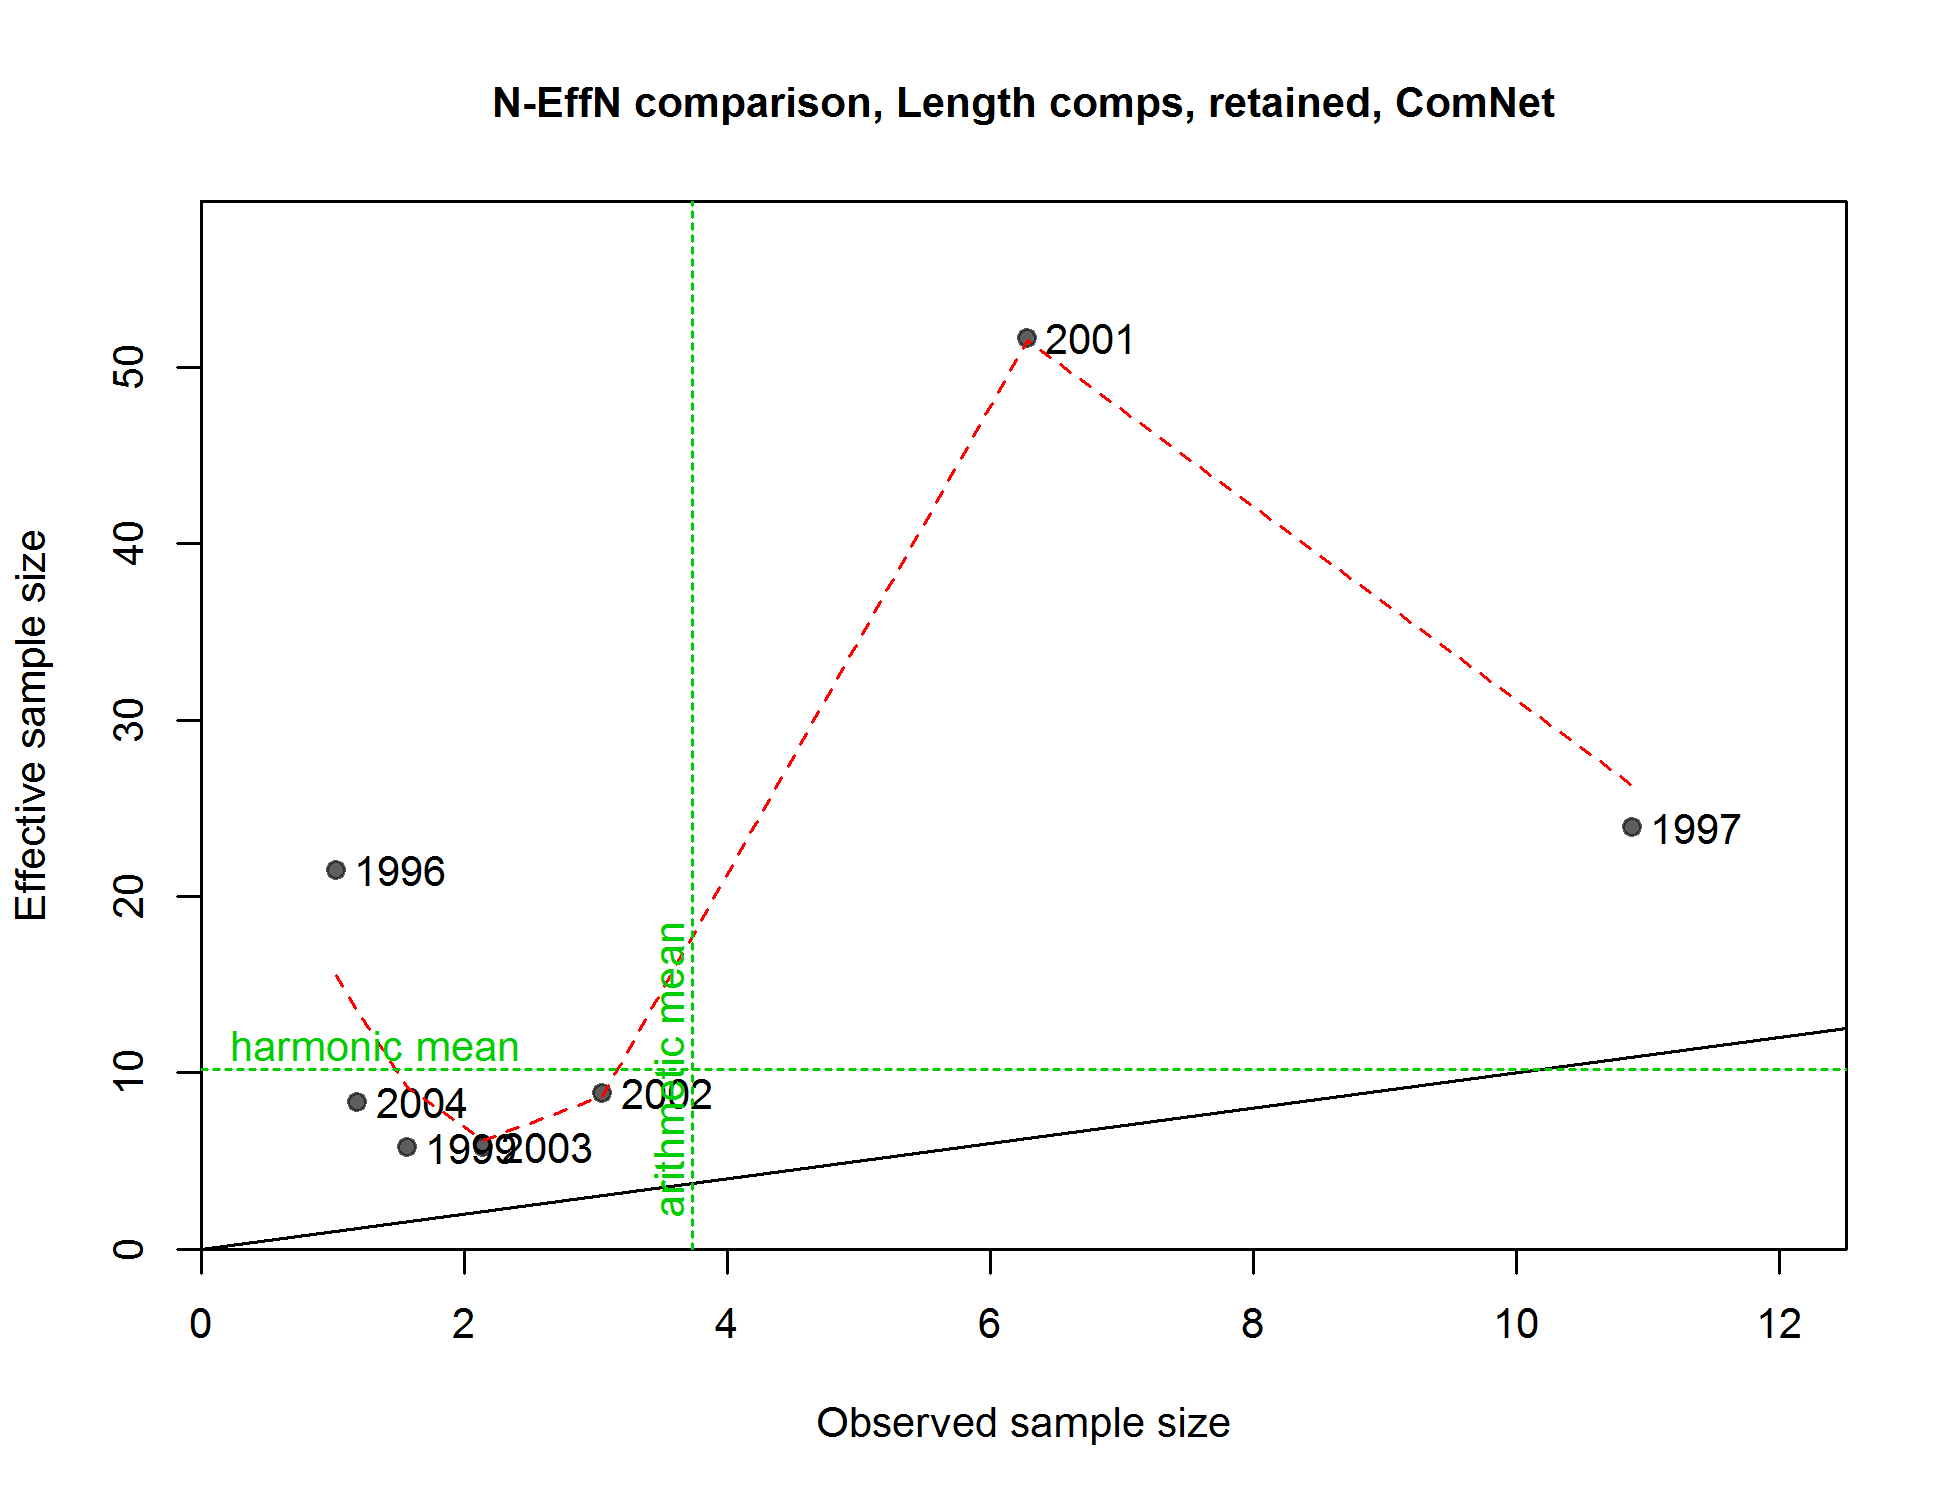 N-EffN comparison, Length comps, retained, ComNet
Effective sample size
50
40
30
20
10
0
2001
1997
1996
arithmetic mean
harmonic mean
2004
2002
1999
2003
0 2 4 6 8 10 12
Observed sample size